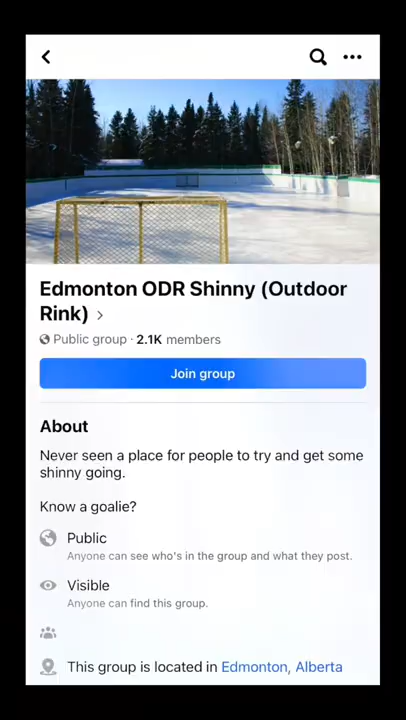 Edmonton ODR Shinny (Outdoor
Rink) >
Public group · 2.1K members
Join group
About
Never seen a place for people to try and get some
shinny going.
Know a goalie?
Public
Anyone can see who's in the group and what they post.
Visible
Anyone can find this group.
This group is located in Edmonton, Alberta